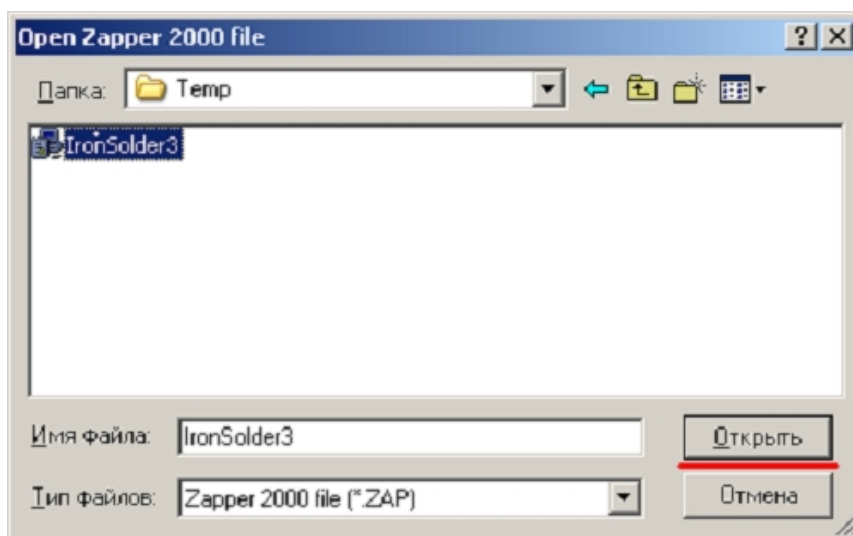 Open Zapper 2000 file
Папка: Temp
IronSolder3
Имя файла: IronSolder3 Открыть
Тип файлов: Zapper 2000 file (*.ZAP) Отмена